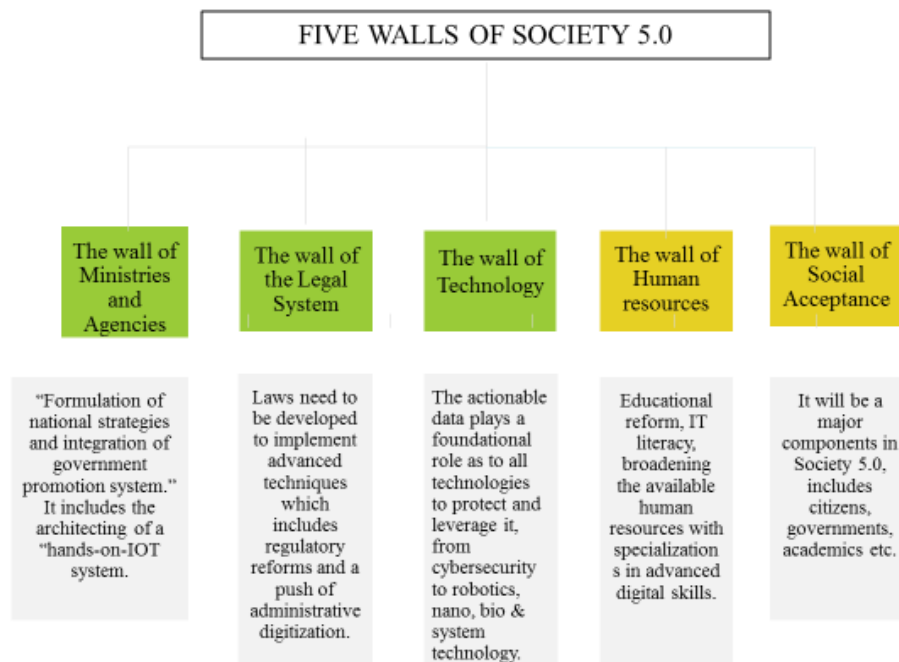 FIVE WALLS OF SOCIETY 5.0
The wall of
Ministries
and
Agencies
The wall of
the Legal
System
The wall of
Technology
The wall of
Human
resources
The wall of
Social
Acceptance
“Formulation of
national strategies
and integration of
government
promotion system.”
It includes the
architecting of a
“hands-on-IOT
system.
Laws need to
be developed
to implement
advanced
techniques
which
includes
regulatory
reforms and a
push of
administrative
digitization.
The actionable
data plays a
foundational
role as to all
technologies
to protect and
leverage it,
from
cybersecurity
to robotics,
nano, bio &
system
technology.
Educational
reform, IT
literacy,
broadening
the available
human
resources with
specialization
s in advanced
digital skills.
It will be a
major
components in
Society 5.0,
includes
citizens,
governments,
academics etc.